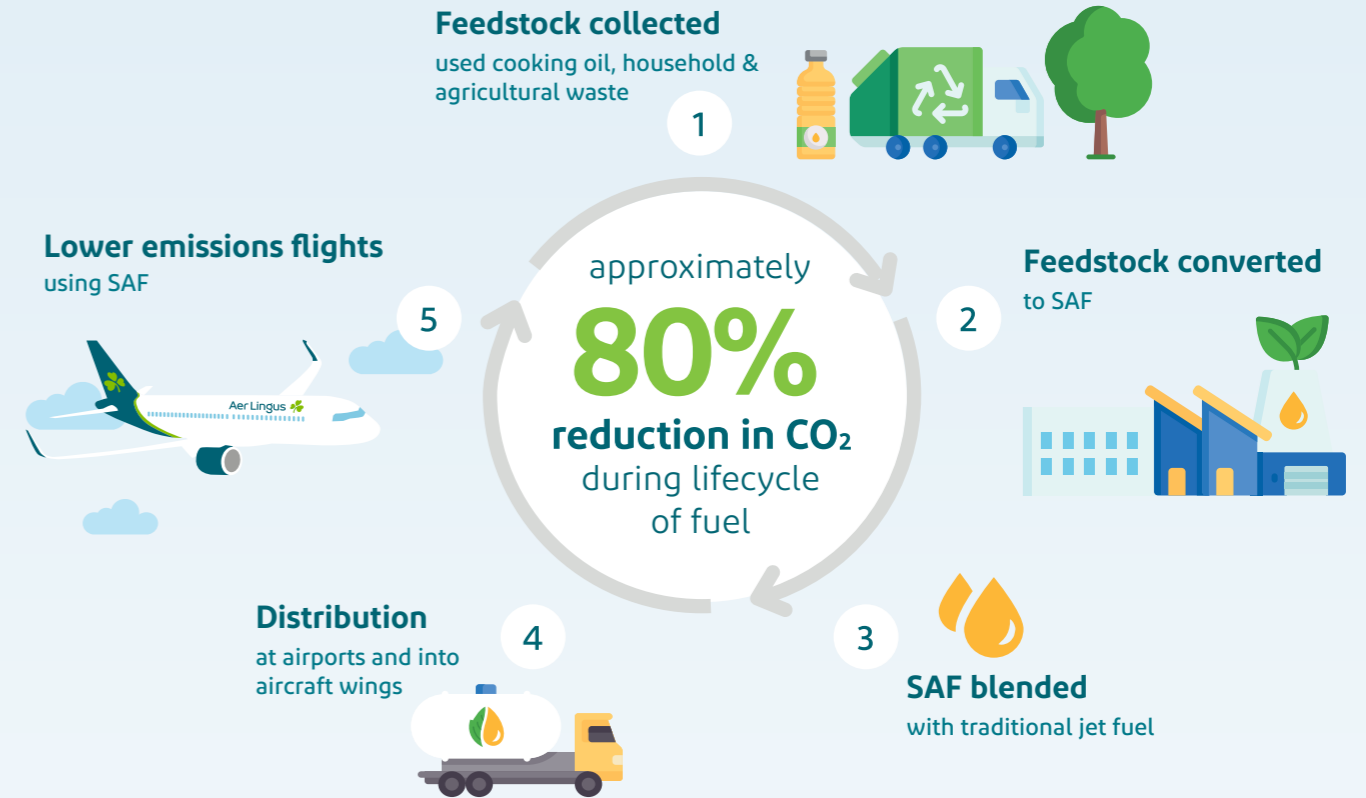 Feedstock collected
used cooking oil, household &
agricultural waste
1
Feedstock converted
to SAF
2
3
SAF blended
with traditional jet fuel
Distribution
at airports and into
aircraft wings
4
Lower emissions flights
using SAF
5
Aer Lingus
approximately
80%
reduction in CO₂
during lifecycle
of fuel